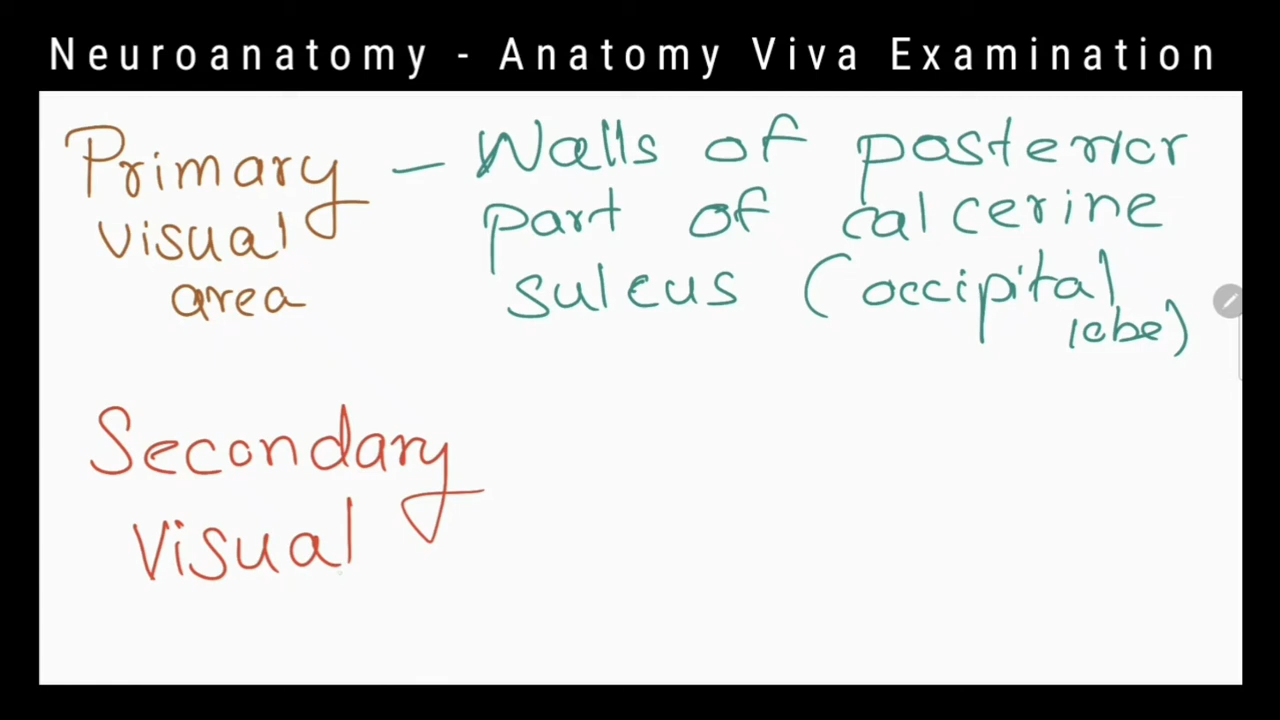 Neuroanatomy - Anatomy Viva Examination
Primary - Walls of posterior
visual part of calcerine
area sulcus (occipital
lobe)
Secondary
visual